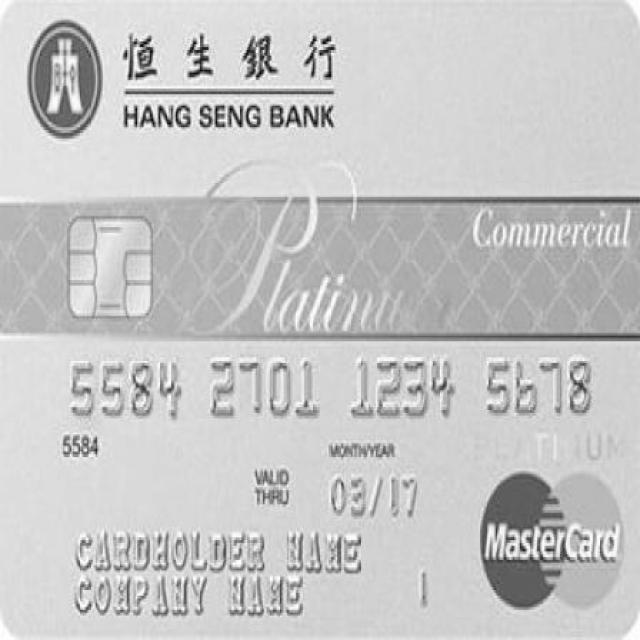 恒生銀行
HANG SENG BANK
Commercial
Platinum
5584 2701 1234 5678
5584
MONTH/YEAR
PLATINUM
VALID
THRU
03/17
CARDHOLDER NAME
COMPANY NAME 1
MasterCard